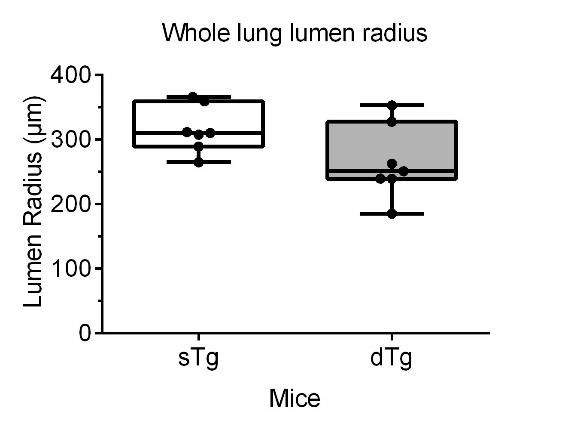 Whole lung lumen radius
Lumen Radius (μm)
400
300
200
100
0
sTg dTg
Mice